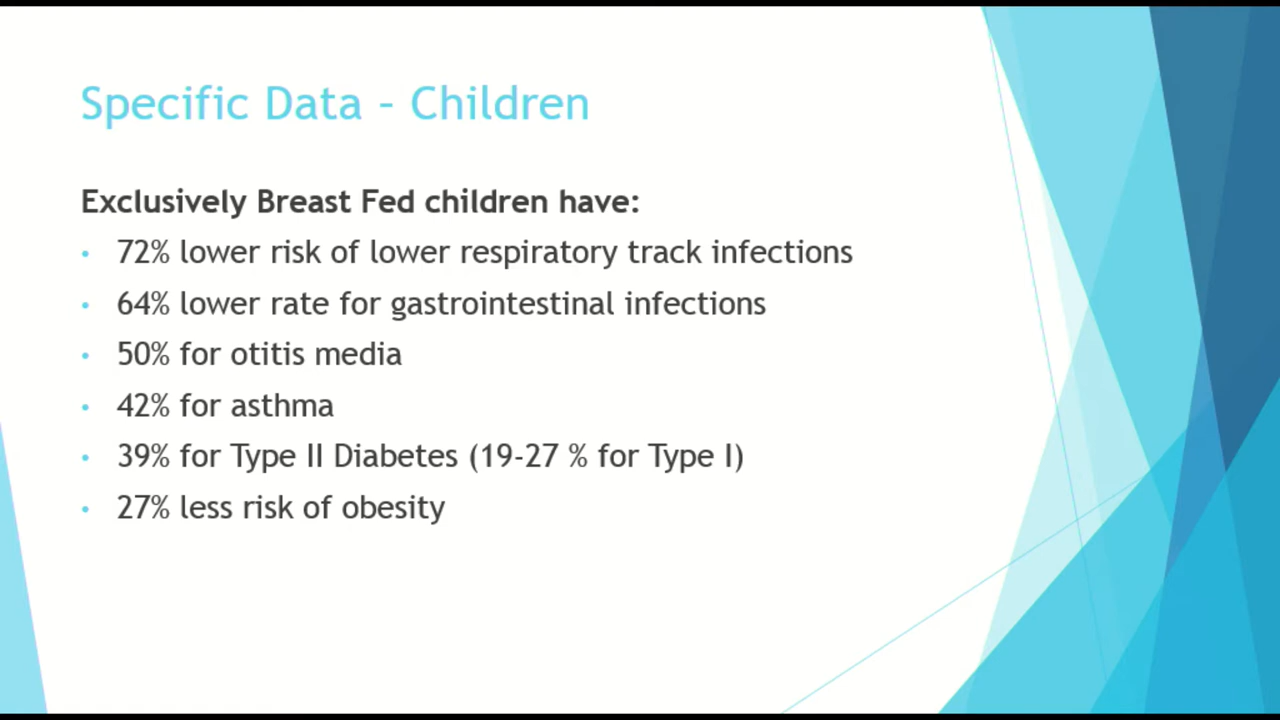 Specific Data – Children
Exclusively Breast Fed children have:
• 72% lower risk of lower respiratory track infections
• 64% lower rate for gastrointestinal infections
• 50% for otitis media
• 42% for asthma
• 39% for Type II Diabetes (19-27 % for Type I)
• 27% less risk of obesity